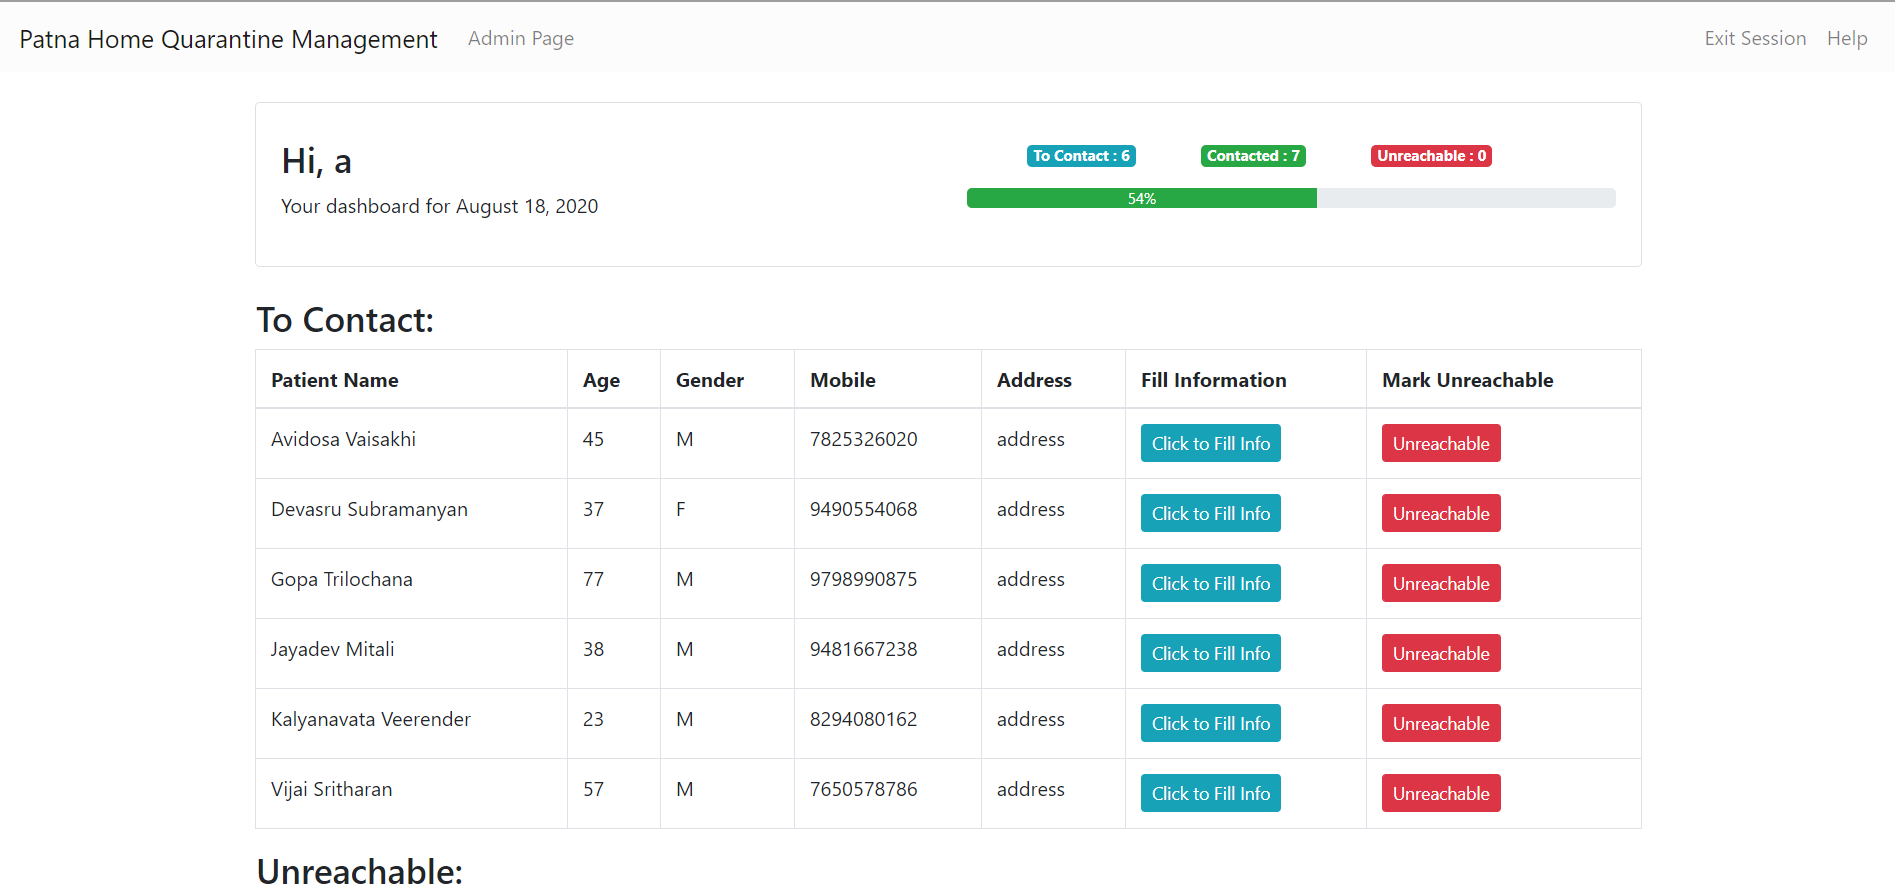 Patna Home Quarantine Management Admin Page Exit Session Help
Hi, a
Your dashboard for August 18, 2020
To Contact : 6 Contacted : 7 Unreachable : 0
54%
To Contact:
Patient Name Age Gender Mobile Address Fill Information Mark Unreachable
Avidosa Vaisakhi 45 M 7825326020 address Click to Fill Info Unreachable
Devasru Subramanyan 37 F 9490554068 address Click to Fill Info Unreachable
Gopa Trilochana 77 M 9798990875 address Click to Fill Info Unreachable
Jayadev Mitali 38 M 9481667238 address Click to Fill Info Unreachable
Kalyanavata Veerender 23 M 8294080162 address Click to Fill Info Unreachable
Vijai Sritharan 57 M 7650578786 address Click to Fill Info Unreachable
Unreachable: